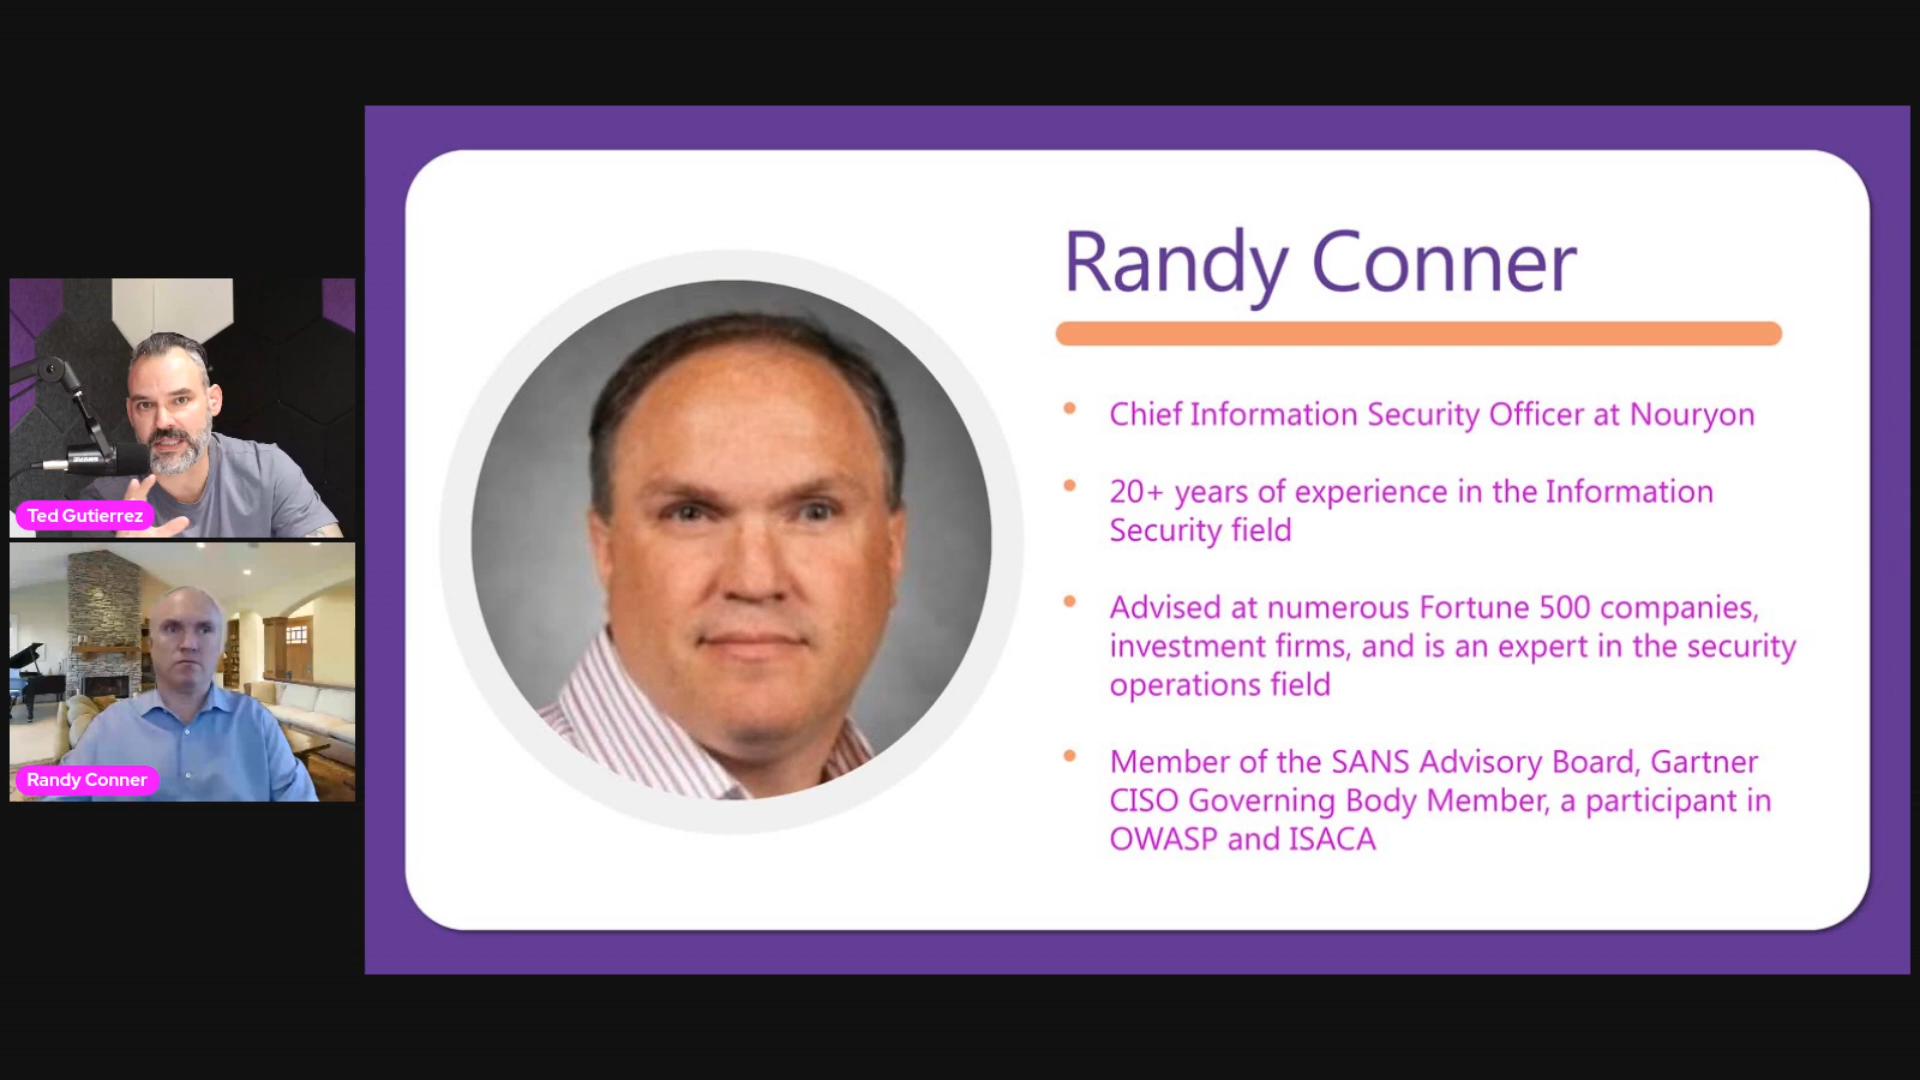 Ted Gutierrez
Randy Conner
Randy Conner
Chief Information Security Officer at Nouryon
20+ years of experience in the Information
Security field
Advised at numerous Fortune 500 companies,
investment firms, and is an expert in the security
operations field
Member of the SANS Advisory Board, Gartner
CISO Governing Body Member, a participant in
OWASP and ISACA